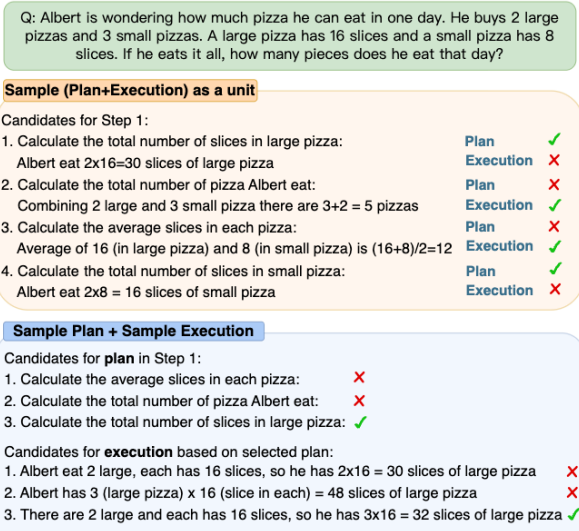 Q: Albert is wondering how much pizza he can eat in one day. He buys 2 large
pizzas and 3 small pizzas. A large pizza has 16 slices and a small pizza has 8
slices. If he eats it all, how many pieces does he eat that day?
Sample (Plan+Execution) as a unit
Candidates for Step 1:
1. Calculate the total number of slices in large pizza: Plan ✓
Albert eat 2x16=30 slices of large pizza Execution ✗
2. Calculate the total number of pizza Albert eat: Plan ✗
Combining 2 large and 3 small pizza there are 3+2 = 5 pizzas Execution ✓
3. Calculate the average slices in each pizza: Plan ✗
Average of 16 (in large pizza) and 8 (in small pizza) is (16+8)/2=12 Execution ✓
4. Calculate the total number of slices in small pizza: Plan ✓
Albert eat 2x8 = 16 slices of small pizza Execution ✗
Sample Plan + Sample Execution
Candidates for plan in Step 1:
1. Calculate the average slices in each pizza: ✗
2. Calculate the total number of pizza Albert eat: ✗
3. Calculate the total number of slices in large pizza: ✓
Candidates for execution based on selected plan:
1. Albert eat 2 large, each has 16 slices, so he has 2x16 = 30 slices of large pizza ✗
2. Albert has 3 (large pizza) x 16 (slice in each) = 48 slices of large pizza ✗
3. There are 2 large and each has 16 slices, so he has 3x16 = 32 slices of large pizza ✓